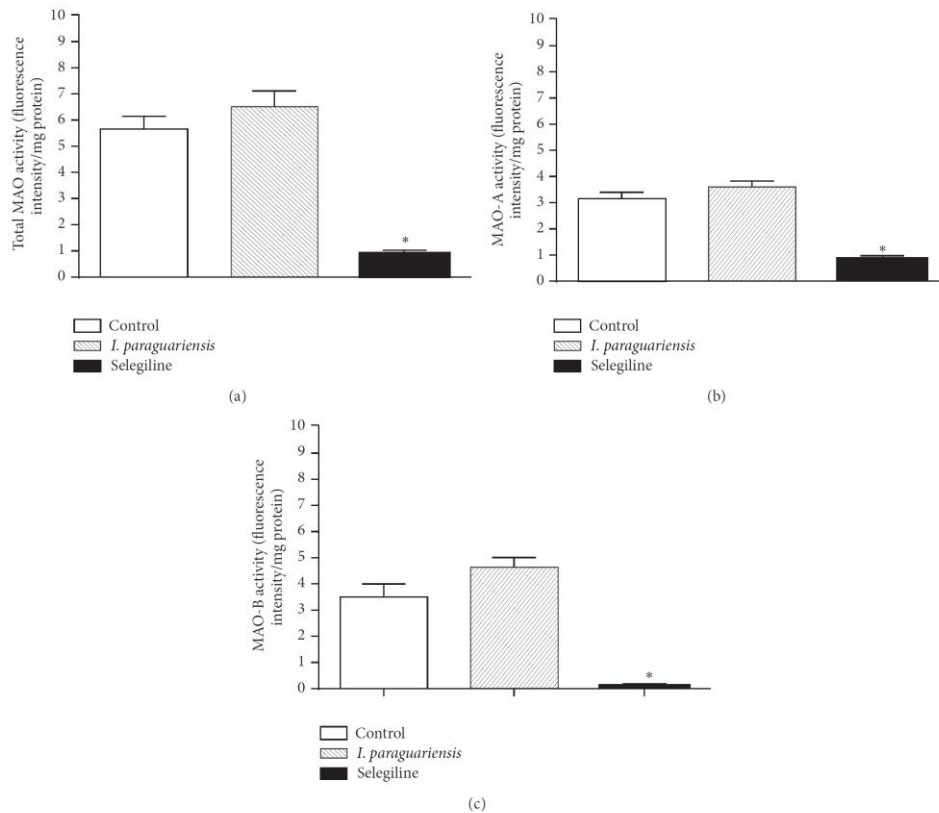 10
9
8
7
6
5
4
3
2
1
0
Total MAO activity (fluorescence
intensity/mg protein)
*
Control
I. paraguariensis
Selegiline
(a)
10
9
8
7
6
5
4
3
2
1
0
MAO-A activity (fluorescence
intensity/mg protein)
*
Control
I. paraguariensis
Selegiline
(b)
10
9
8
7
6
5
4
3
2
1
0
MAO-B activity (fluorescence
intensity/mg protein)
*
Control
I. paraguariensis
Selegiline
(c)